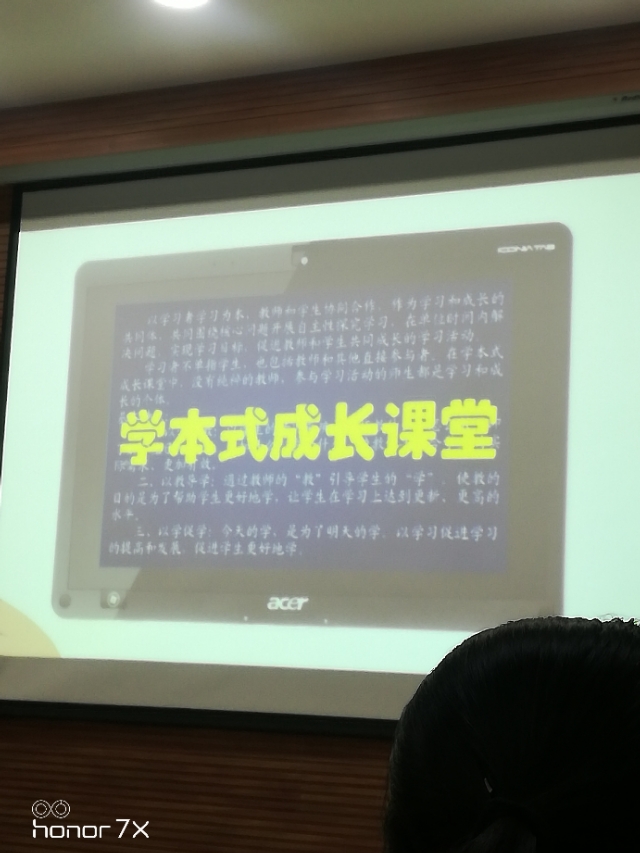 ICONIA TAB
以学习者学习为本，教师和学生协同合作，作为学习和成长的
共同体，共同围绕核心问题开展自主性探究学习，在单位时间内解
决问题，实现学习目标，促进教师和学生共同成长的学习活动
学习者不单指学生，也包括教师和其他直接参与者，在学本式
成长课堂中，没有纯粹的教师，参与学习活动的师生都是学习和成
长的个体。
学本式成长课堂
二、以教导学：通过教师的“教”引导学生的“学”，使教的
目的是为了帮助学生更好地学，让学生在学习上达到更新，更高的
水平。
三、以学促学：今天的学，是为了明天的学，以学习促进学习
的提高和发展，促进学生更好地学。
acer
honor 7X